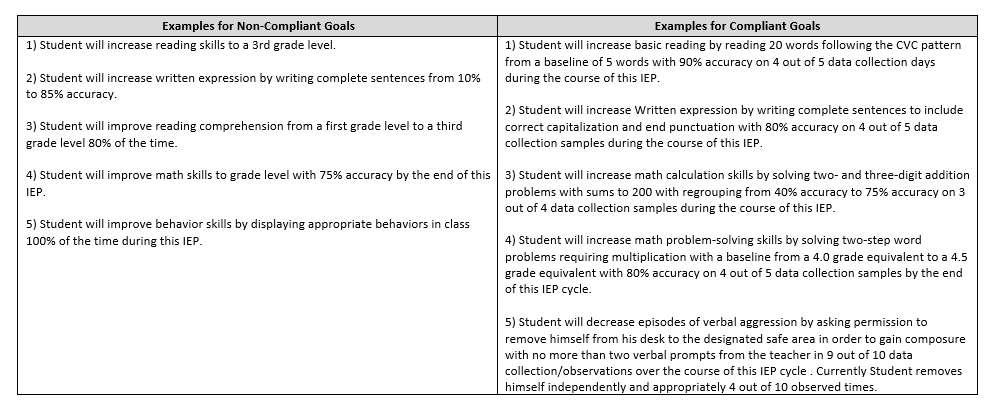 Examples for Non-Compliant Goals
1) Student will increase reading skills to a 3rd grade level.
2) Student will increase written expression by writing complete sentences from 10%
to 85% accuracy.
3) Student will improve reading comprehension from a first grade level to a third
grade level 80% of the time.
4) Student will improve math skills to grade level with 75% accuracy by the end of this
IEP.
5) Student will improve behavior skills by displaying appropriate behaviors in class
100% of the time during this IEP.
Examples for Compliant Goals
1) Student will increase basic reading by reading 20 words following the CVC pattern
from a baseline of 5 words with 90% accuracy on 4 out of 5 data collection days
during the course of this IEP.
2) Student will increase Written expression by writing complete sentences to include
correct capitalization and end punctuation with 80% accuracy on 4 out of 5 data
collection samples during the course of this IEP.
3) Student will increase math calculation skills by solving two- and three-digit addition
problems with sums to 200 with regrouping from 40% accuracy to 75% accuracy on 3
out of 4 data collection samples during the course of this IEP.
4) Student will increase math problem-solving skills by solving two-step word
problems requiring multiplication with a baseline from a 4.0 grade equivalent to a 4.5
grade equivalent with 80% accuracy on 4 out of 5 data collection samples by the end
of this IEP cycle.
5) Student will decrease episodes of verbal aggression by asking permission to
remove himself from his desk to the designated safe area in order to gain composure
with no more than two verbal prompts from the teacher in 9 out of 10 data
collection/observations over the course of this IEP cycle . Currently Student removes
himself independently and appropriately 4 out of 10 observed times.